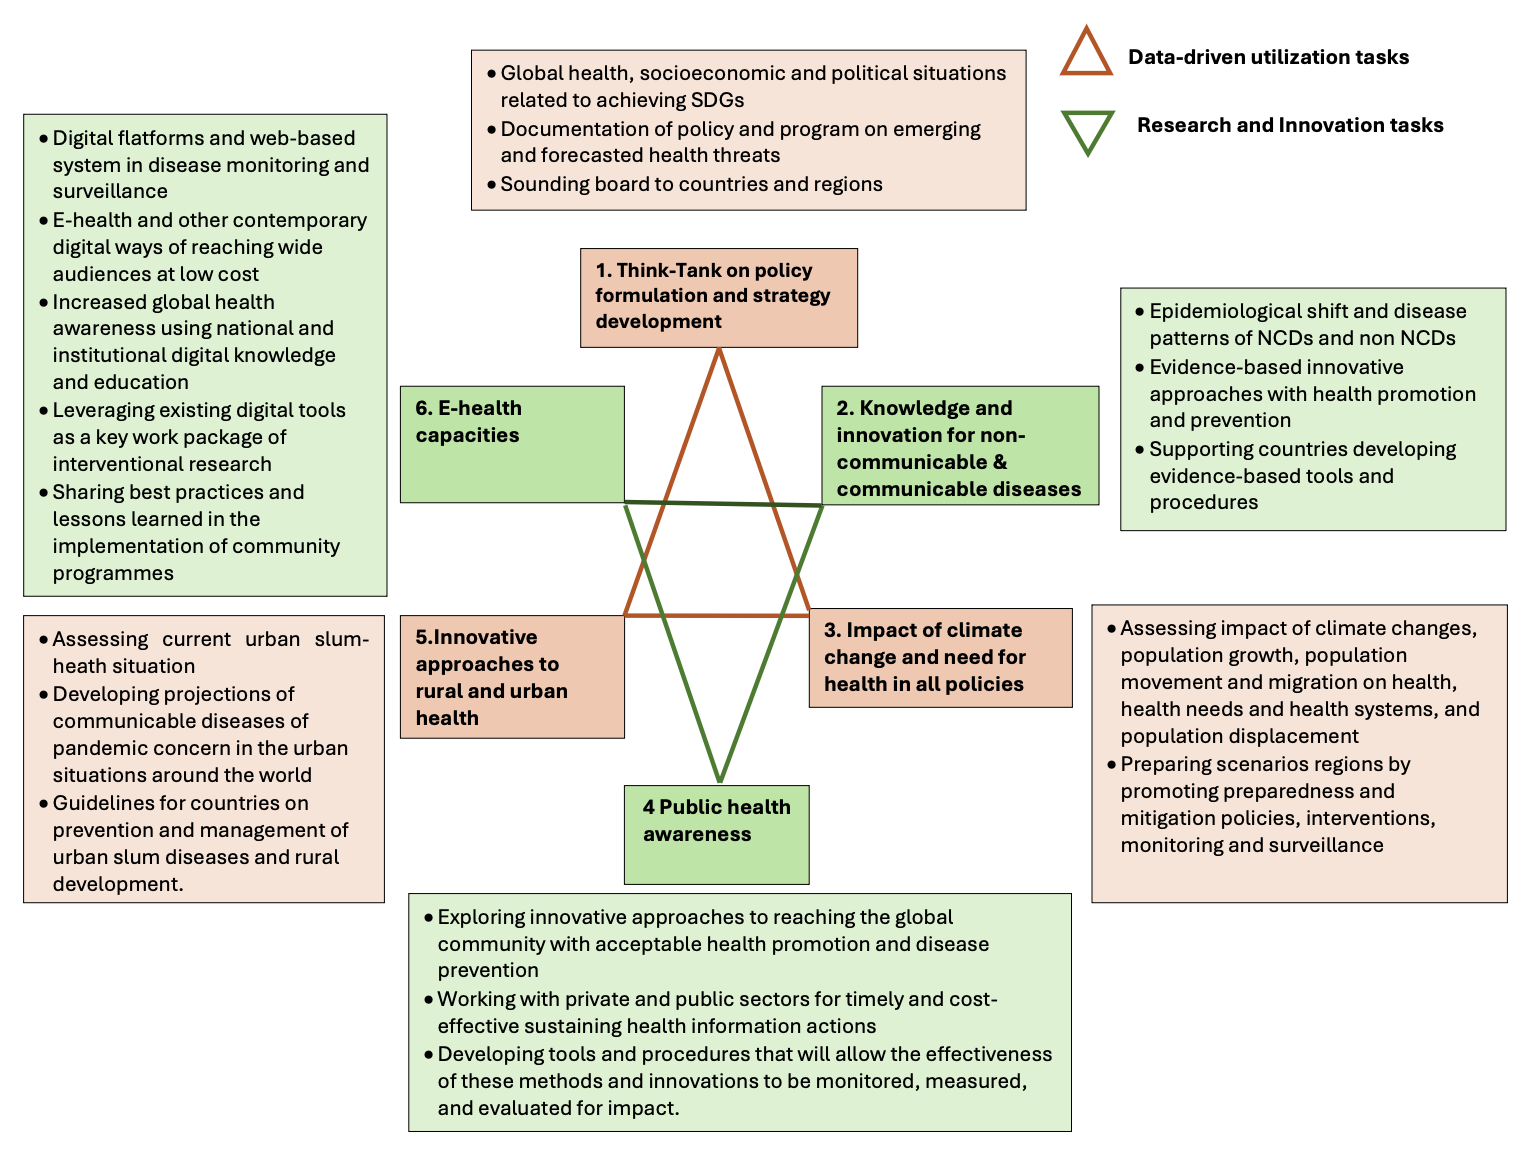 Data-driven utilization tasks
Research and Innovation tasks
• Global health, socioeconomic and political situations
related to achieving SDGs
• Documentation of policy and program on emerging
and forecasted health threats
• Sounding board to countries and regions
• Digital flatforms and web-based
system in disease monitoring and
surveillance
• E-health and other contemporary
digital ways of reaching wide
audiences at low cost
• Increased global health
awareness using national and
institutional digital knowledge
and education
• Leveraging existing digital tools
as a key work package of
interventional research
• Sharing best practices and
lessons learned in the
implementation of community
programmes
1. Think-Tank on policy
formulation and strategy
development
6. E-health
capacities
2. Knowledge and
innovation for non-
communicable &
communicable diseases
• Epidemiological shift and disease
patterns of NCDs and non NCDs
• Evidence-based innovative
approaches with health promotion
and prevention
• Supporting countries developing
evidence-based tools and
procedures
• Assessing current urban slum-
heath situation
• Developing projections of
communicable diseases of
pandemic concern in the urban
situations around the world
• Guidelines for countries on
prevention and management of
urban slum diseases and rural
development.
5.Innovative
approaches to
rural and urban
health
3. Impact of climate
change and need for
health in all policies
• Assessing impact of climate changes,
population growth, population
movement and migration on health,
health needs and health systems, and
population displacement
• Preparing scenarios regions by
promoting preparedness and
mitigation policies, interventions,
monitoring and surveillance
4 Public health
awareness
• Exploring innovative approaches to reaching the global
community with acceptable health promotion and disease
prevention
• Working with private and public sectors for timely and cost-
effective sustaining health information actions
• Developing tools and procedures that will allow the effectiveness
of these methods and innovations to be monitored, measured,
and evaluated for impact.